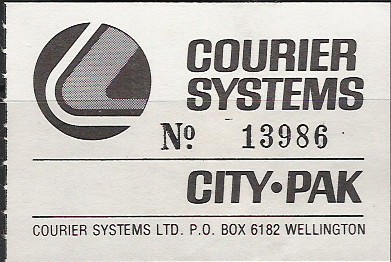 COURIER
SYSTEMS
No. 13986
CITY•PAK
COURIER SYSTEMS LTD. P.O. BOX 6182 WELLINGTON